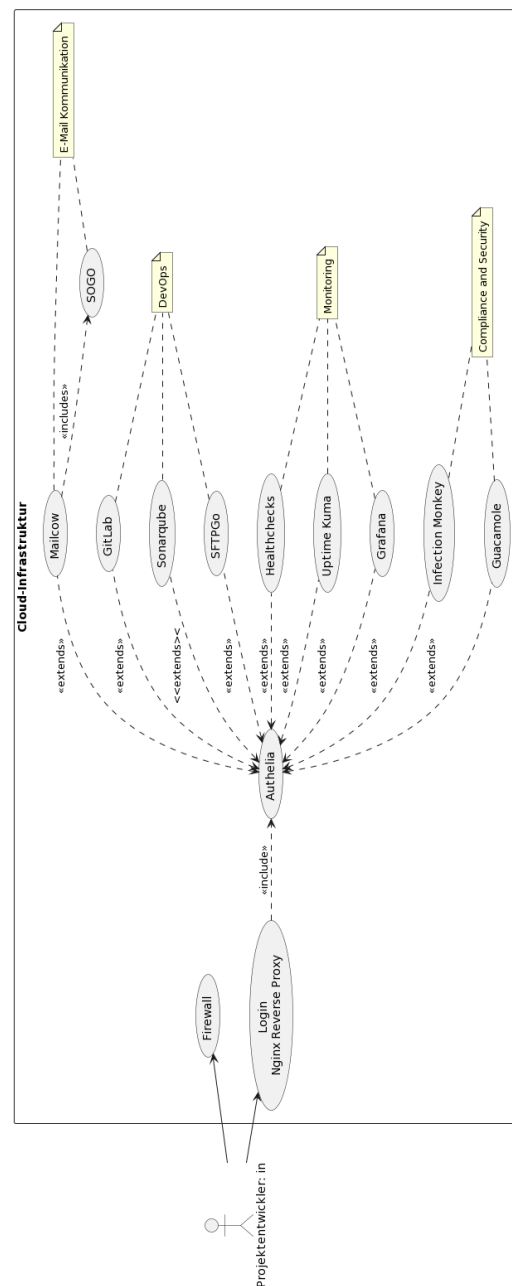 Cloud-Infrastruktur
E-Mail Kommunikation
SOGO
«includes»
Mailcow
«extends»
DevOps
GitLab
«extends»
Sonarqube
<<extends><
SFTPGo
«extends»
Monitoring
Healthchecks
«extends»
Uptime Kuma
«extends»
Grafana
«extends»
Compliance and Security
Infection Monkey
«extends»
Guacamole
«extends»
Authelia
«include»
Firewall
Login
Nginx Reverse Proxy
Projektentwickler: in